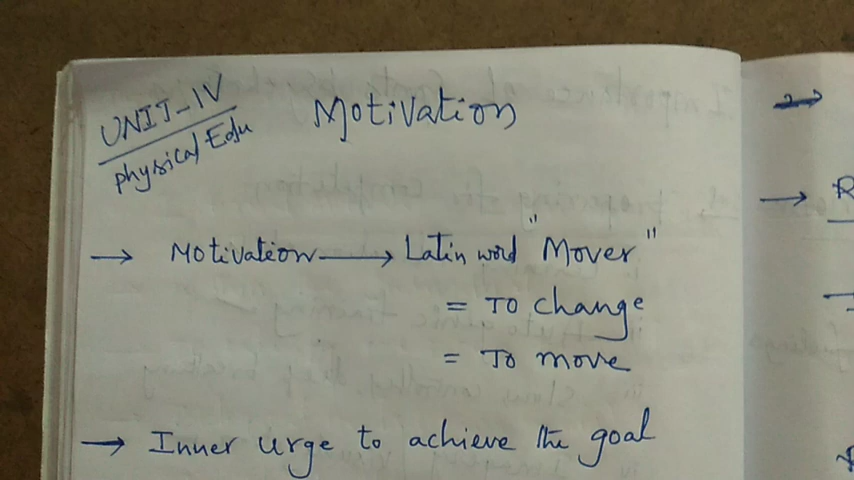 UNIT-IV
physical Edu
Motivation
→ Motivation → Latin word "Mover"
= To change
= To move
→ Inner urge to achieve the goal